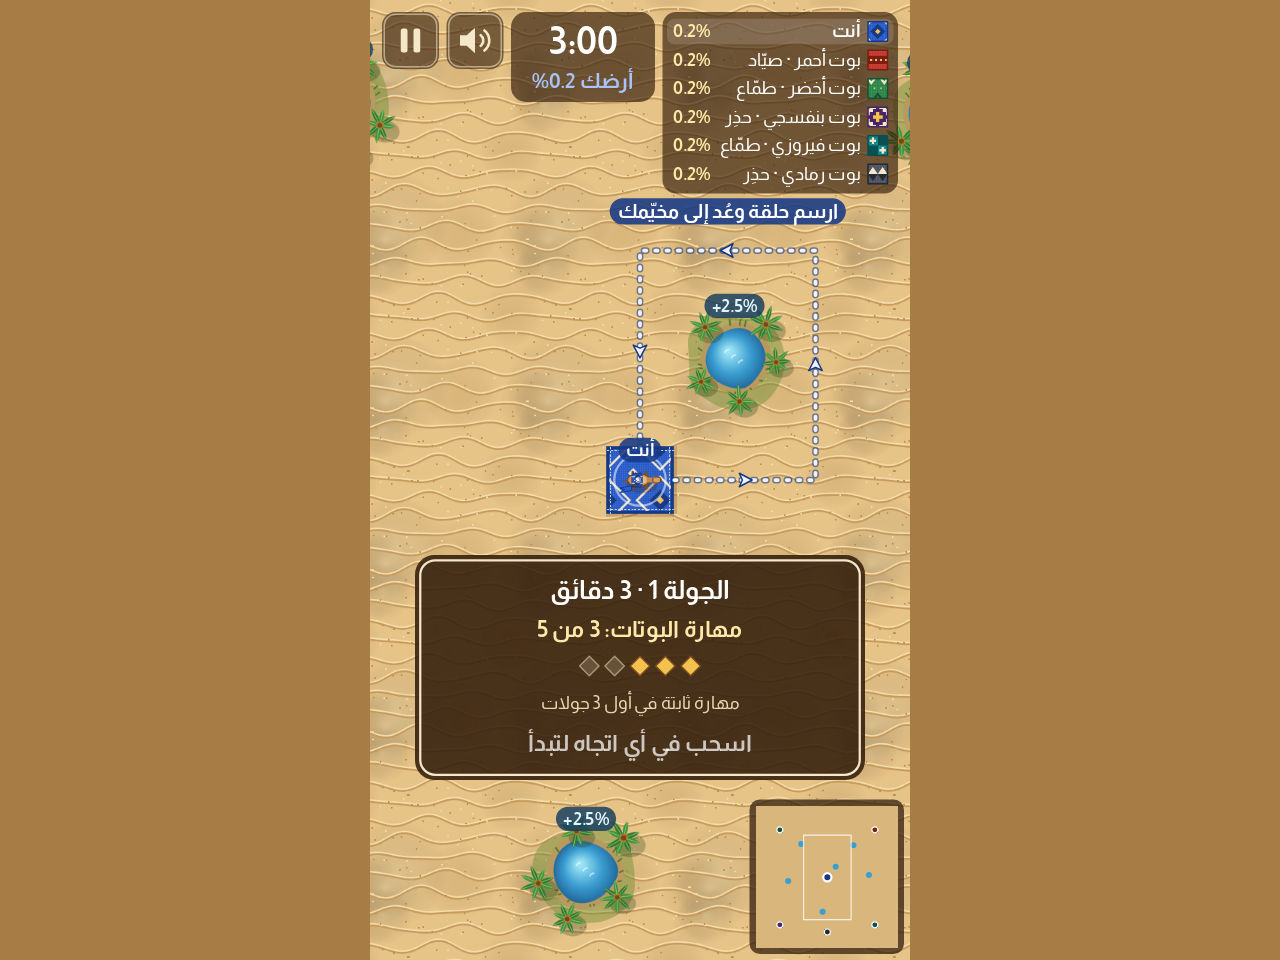 أنت 0.2%
بوت أحمر · صيّاد 0.2%
بوت أخضر · طمّاع 0.2%
بوت بنفسجي · حذِر 0.2%
بوت فيروزي · طمّاع 0.2%
بوت رمادي · حذِر 0.2%
3:00
أرضك 0.2%
ارسم حلقة وعُد إلى مخيّمك
+2.5%
أنت
الجولة 1 · 3 دقائق
مهارة البوتات: 3 من 5
مهارة ثابتة في أول 3 جولات
اسحب في أي اتجاه لتبدأ
+2.5%